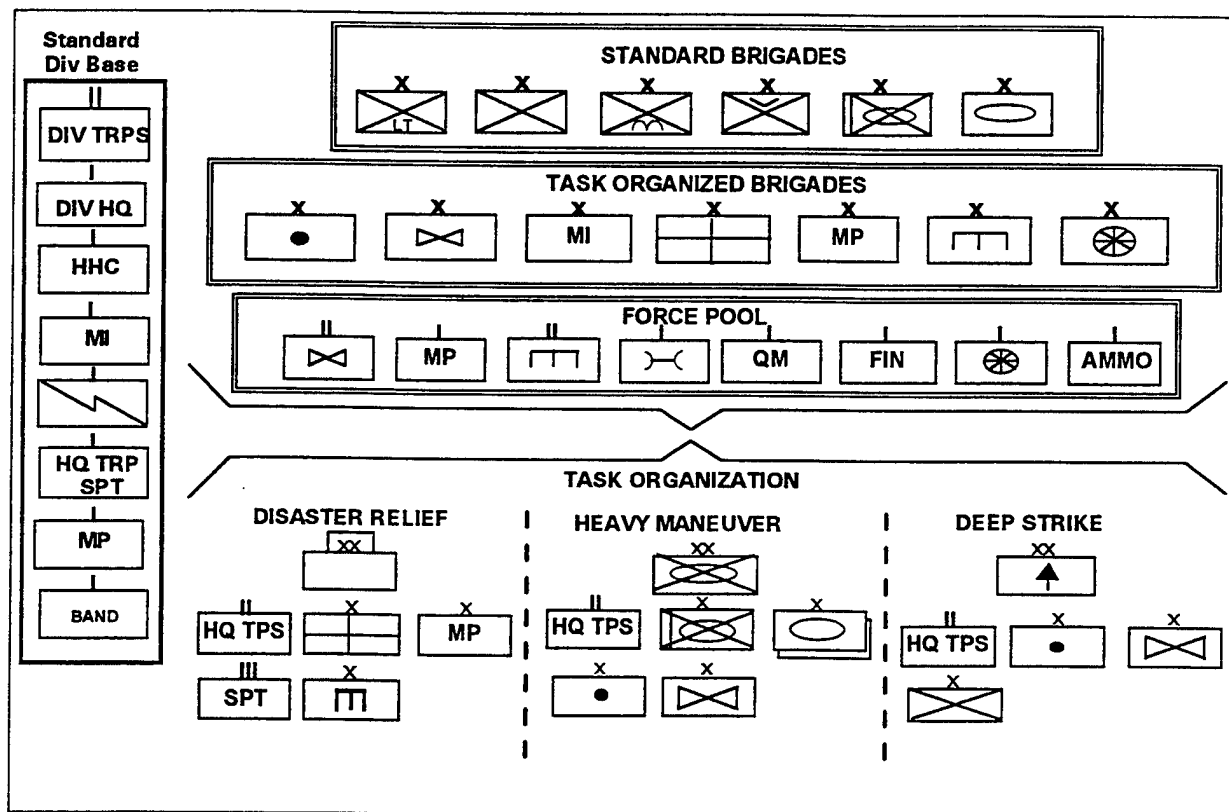 Standard
Div Base
II
DIV TRPS
I
DIV HQ
I
HHC
I
MI
I
I
HQ TRP
SPT
I
MP
I
BAND
STANDARD BRIGADES
X X X X X X
LT
TASK ORGANIZED BRIGADES
X X X X X X X
MI MP
FORCE POOL
II I II I I I I I
MP QM FIN AMMO
TASK ORGANIZATION
DISASTER RELIEF
XX
II X X
HQ TPS MP
III X
SPT
HEAVY MANEUVER
XX
II X X
HQ TPS
X X
DEEP STRIKE
XX
II X X
HQ TPS
X